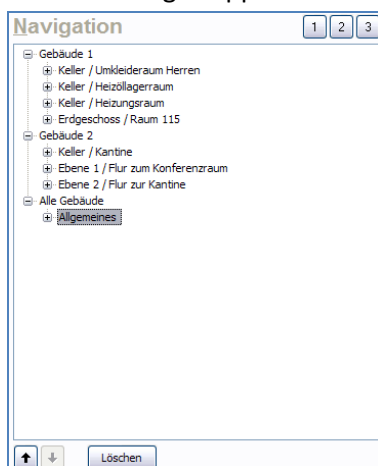 Navigation 1 2 3
Gebäude 1
Keller / Umkleideraum Herren
Keller / Heizöllagerraum
Keller / Heizungsraum
Erdgeschoss / Raum 115
Gebäude 2
Keller / Kantine
Ebene 1 / Flur zum Konferenzraum
Ebene 2 / Flur zur Kantine
Alle Gebäude
Allgemeines
Löschen